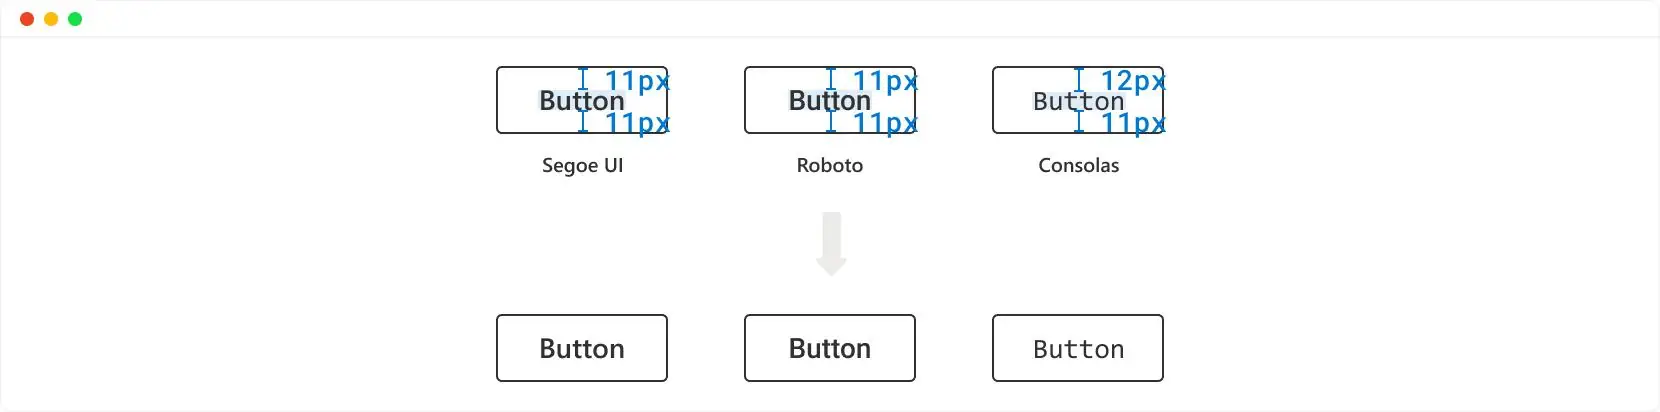 11px 11px 12px
Button Button Button
11px 11px 11px
Segoe UI Roboto Consolas
Button Button Button